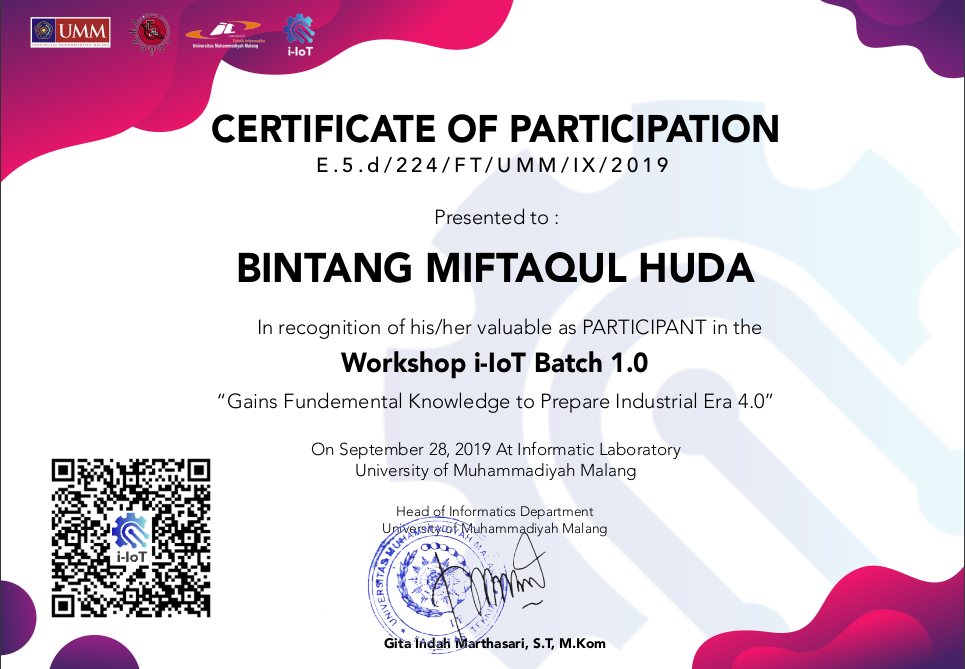 UMM
UNIVERSITAS MUHAMMADIYAH MALANG
Universitas Muhammadiyah Malang
i-IoT
CERTIFICATE OF PARTICIPATION
E.5.d/224/FT/UMM/IX/2019
Presented to :
BINTANG MIFTAQUL HUDA
In recognition of his/her valuable as PARTICIPANT in the
Workshop i-IoT Batch 1.0
“Gains Fundemental Knowledge to Prepare Industrial Era 4.0”
On September 28, 2019 At Informatic Laboratory
University of Muhammadiyah Malang
Head of Informatics Department
University of Muhammadiyah Malang
UNIVERSITAS MUHAMMADIYAH
i-IoT
Gita Indah Marthasari, S.T, M.Kom